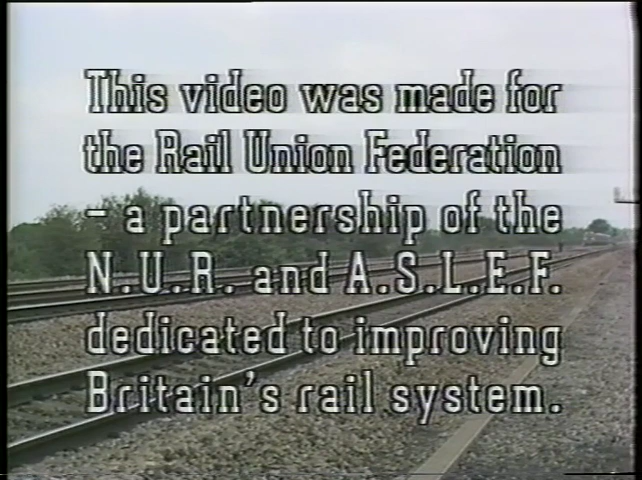 This video was made for
the Rail Union Federation
- a partnership of the
N.U.R. and A.S.L.E.F.
dedicated to improving
Britain's rail system.